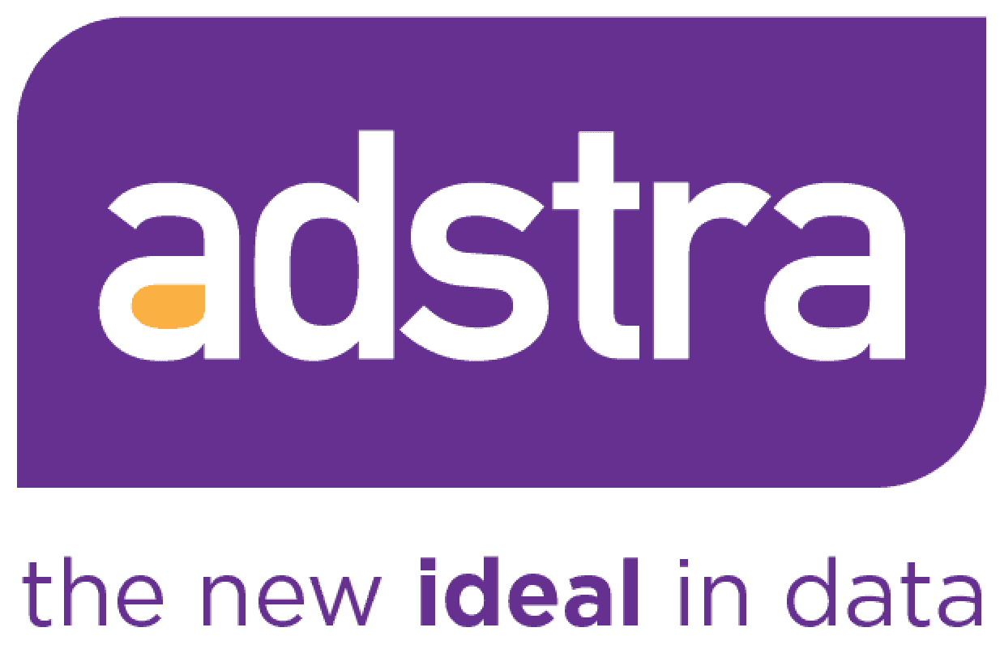 adstra
the new ideal in data